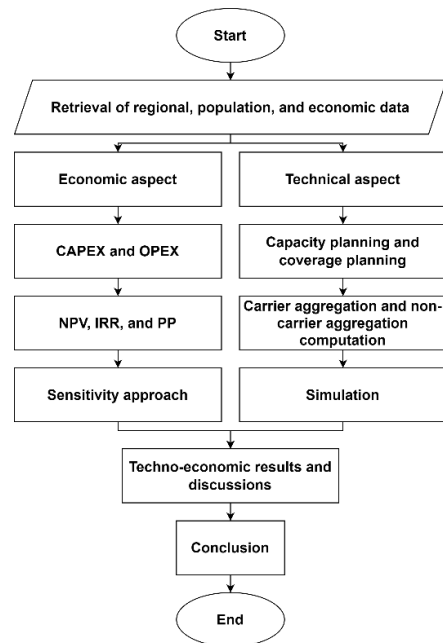 Start
Retrieval of regional, population, and economic data
Economic aspect
Technical aspect
CAPEX and OPEX
Capacity planning and
coverage planning
NPV, IRR, and PP
Carrier aggregation and non-
carrier aggregation
computation
Sensitivity approach
Simulation
Techno-economic results and
discussions
Conclusion
End